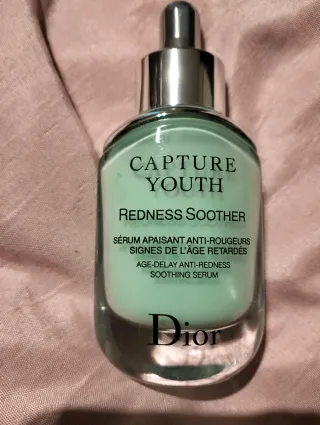 CAPTURE
YOUTH
REDNESS SOOTHER
SÉRUM APAISANT ANTI-ROUGEURS
SIGNES DE L'ÂGE RETARDÉS
AGE-DELAY ANTI-REDNESS
SOOTHING SERUM
Dior